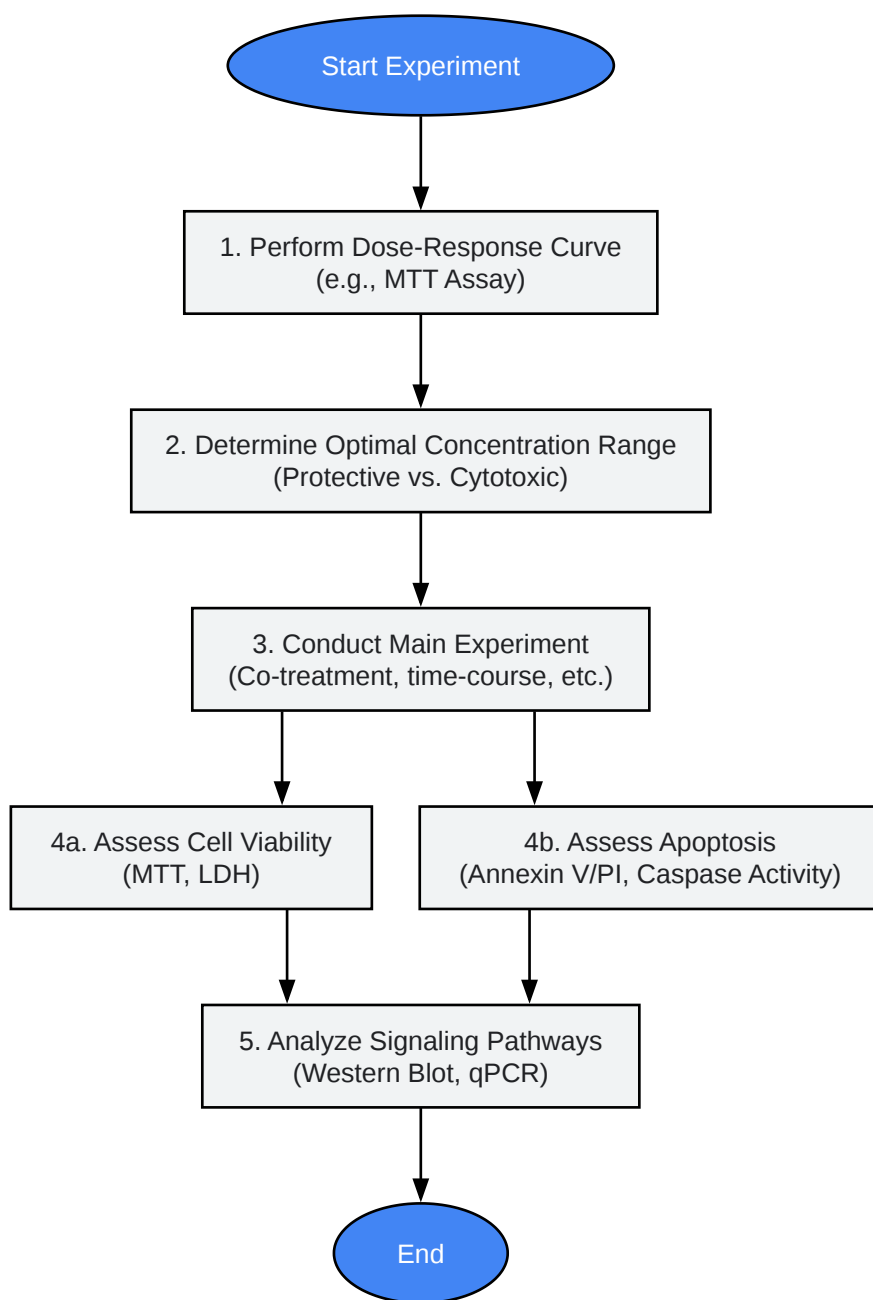 Start Experiment
1. Perform Dose-Response Curve
(e.g., MTT Assay)
2. Determine Optimal Concentration Range
(Protective vs. Cytotoxic)
3. Conduct Main Experiment
(Co-treatment, time-course, etc.)
4a. Assess Cell Viability
(MTT, LDH)
4b. Assess Apoptosis
(Annexin V/PI, Caspase Activity)
5. Analyze Signaling Pathways
(Western Blot, qPCR)
End